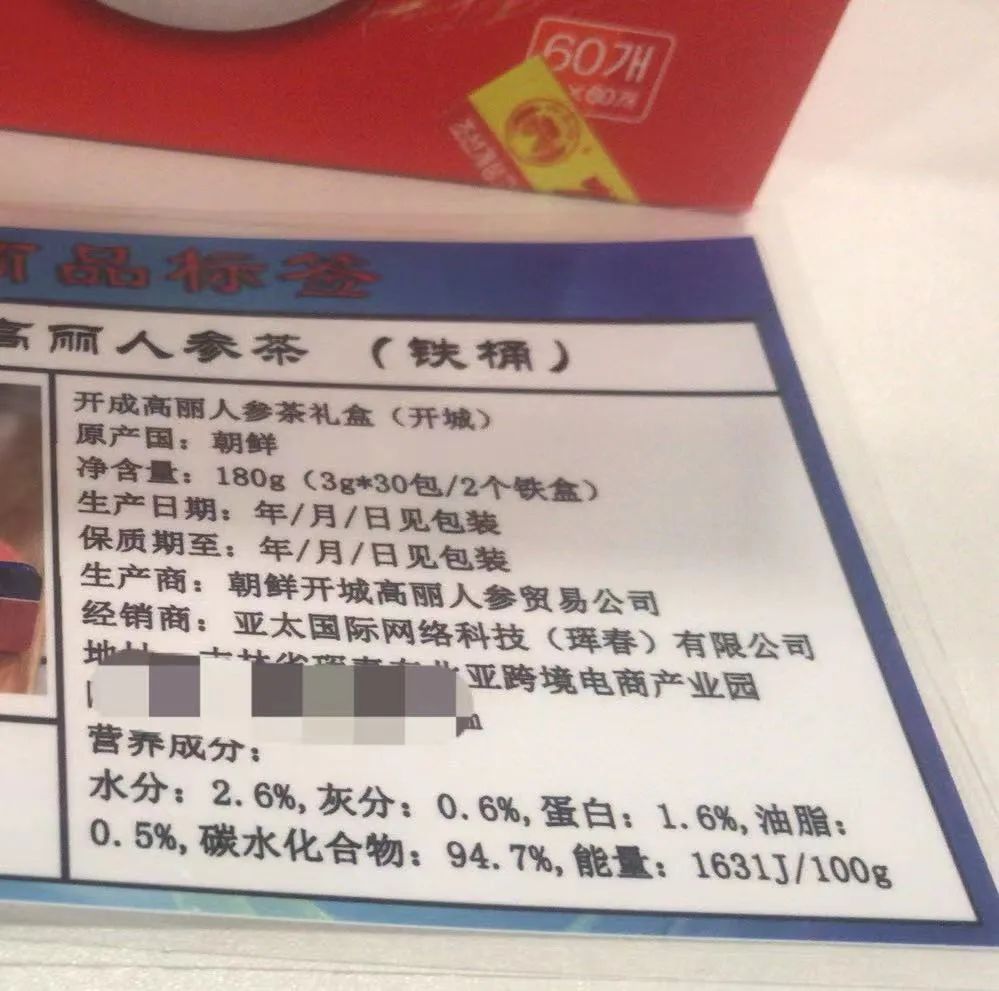 60개
×60개
品标签
高丽人参茶（铁桶）
开成高丽人参茶礼盒（开城）
原产国：朝鲜
净含量：180g（3g*30包/2个铁盒）
生产日期：年/月/日见包装
保质期至：年/月/日见包装
生产商：朝鲜开城高丽人参贸易公司
经销商：亚太国际网络科技（珲春）有限公司
亚跨境电商产业园
营养成分：
水分：2.6%,灰分：0.6%,蛋白：1.6%,油脂：
0.5%,碳水化合物：94.7%,能量：1631J/100g